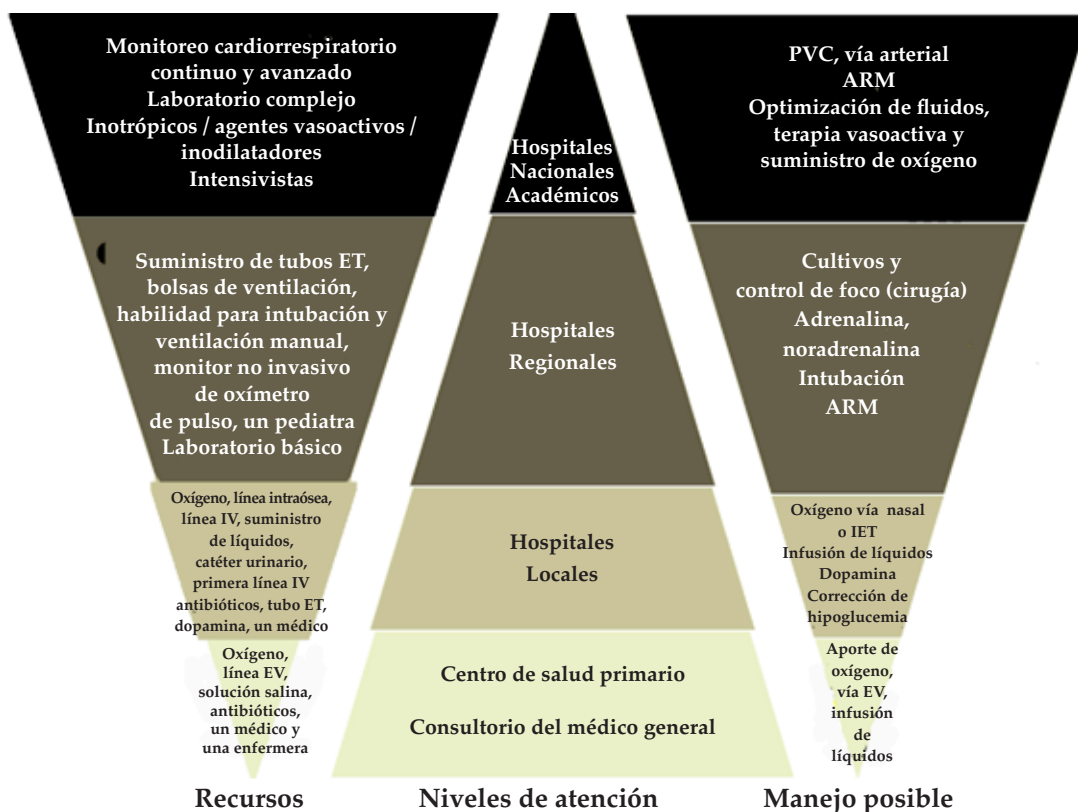 Monitoreo cardiorrespiratorio
continuo y avanzado
Laboratorio complejo
Inotrópicos / agentes vasoactivos /
inodilatadores
Intensivistas
Suministro de tubos ET,
bolsas de ventilación,
habilidad para intubación y
ventilación manual,
monitor no invasivo
de oxímetro
de pulso, un pediatra
Laboratorio básico
Oxígeno, línea intraósea,
línea IV, suministro
de líquidos,
catéter urinario,
primera línea IV
antibióticos, tubo ET,
dopamina, un médico
Oxígeno,
línea EV,
solución salina,
antibióticos,
un médico y
una enfermera
Recursos
Hospitales
Nacionales
Académicos
Hospitales
Regionales
Hospitales
Locales
Centro de salud primario
Consultorio del médico general
Niveles de atención
PVC, vía arterial
ARM
Optimización de fluidos,
terapia vasoactiva y
suministro de oxígeno
Cultivos y
control de foco (cirugía)
Adrenalina,
noradrenalina
Intubación
ARM
Oxígeno vía nasal
o IET
Infusión de líquidos
Dopamina
Corrección de
hipoglucemia
Aporte de
oxígeno,
vía EV,
infusión
de
líquidos
Manejo posible